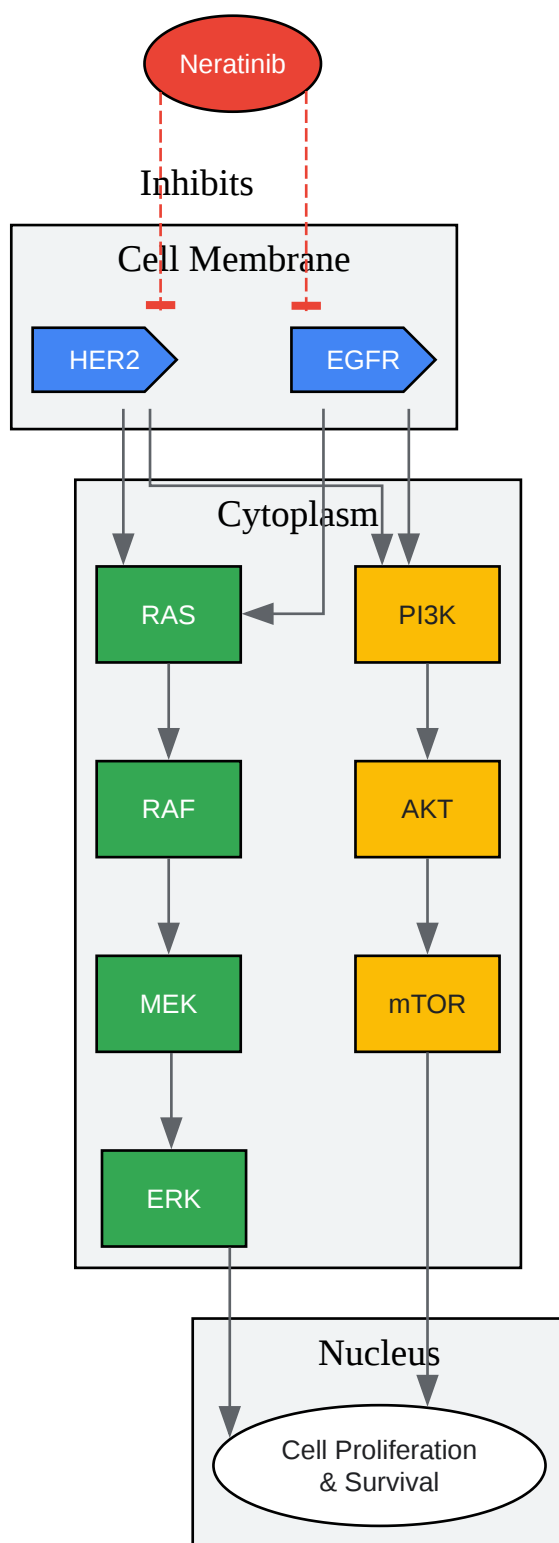 Neratinib
Inhibits
Cell Membrane
HER2
EGFR
Cytoplasm
RAS
PI3K
RAF
AKT
MEK
mTOR
ERK
Nucleus
Cell Proliferation
& Survival